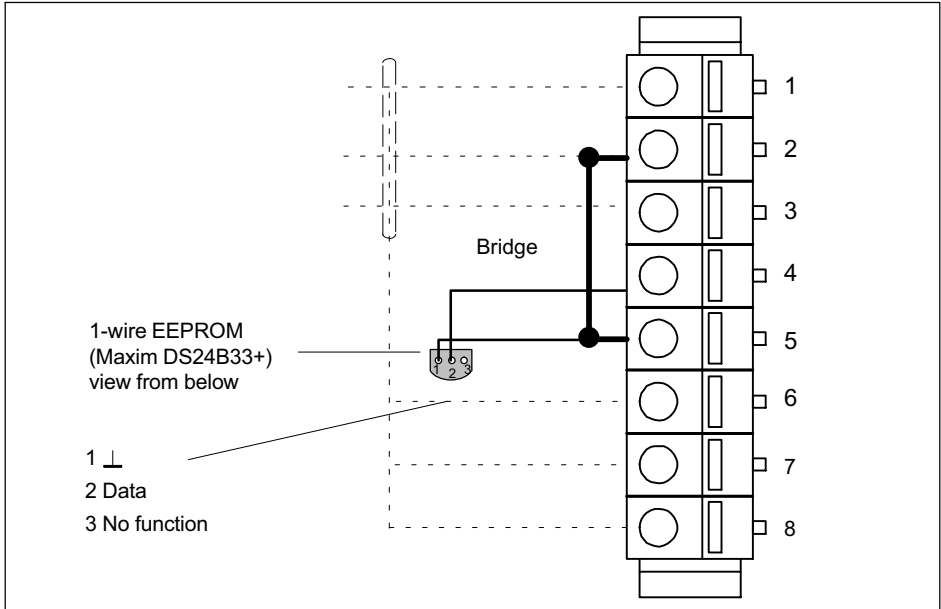 1
2
3
Bridge
4
1-wire EEPROM
(Maxim DS24B33+)
view from below
5
1 2 3
6
1 ⊥
2 Data
3 No function
7
8